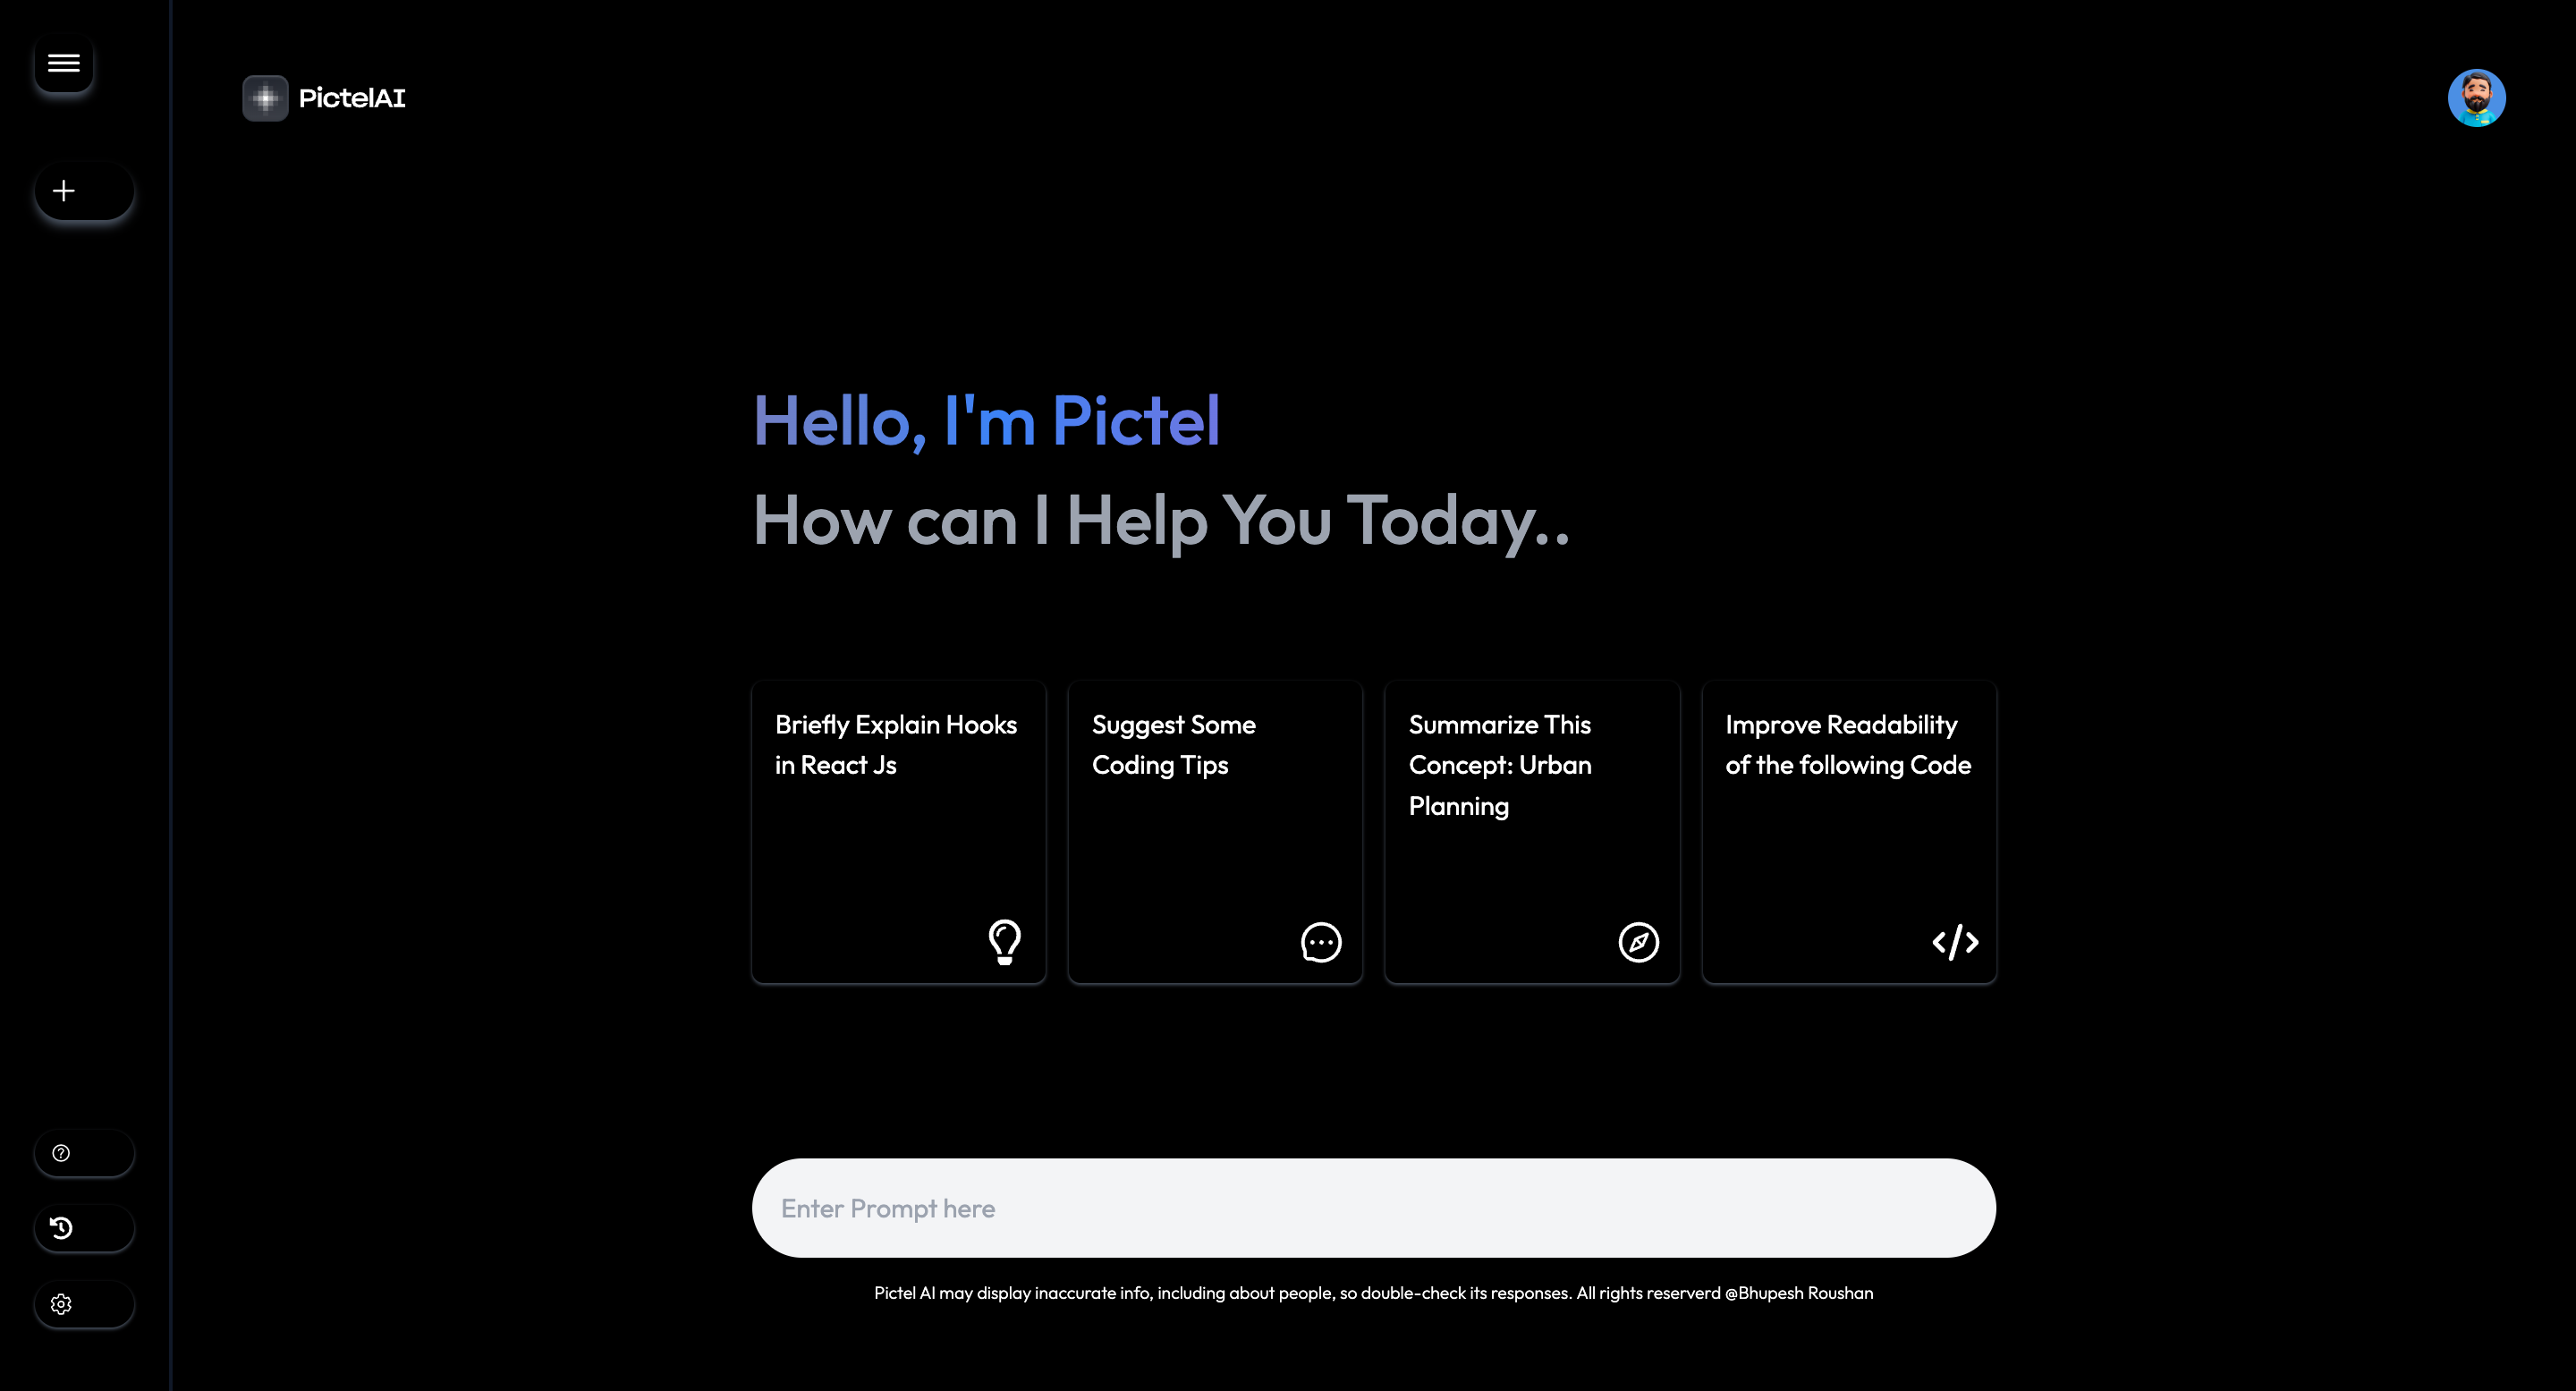 PictelAI
Hello, I'm Pictel
How can I Help You Today..
Briefly Explain Hooks
in React Js
Suggest Some
Coding Tips
Summarize This
Concept: Urban
Planning
Improve Readability
of the following Code
Enter Prompt here
Pictel AI may display inaccurate info, including about people, so double-check its responses. All rights reserverd @Bhupesh Roushan